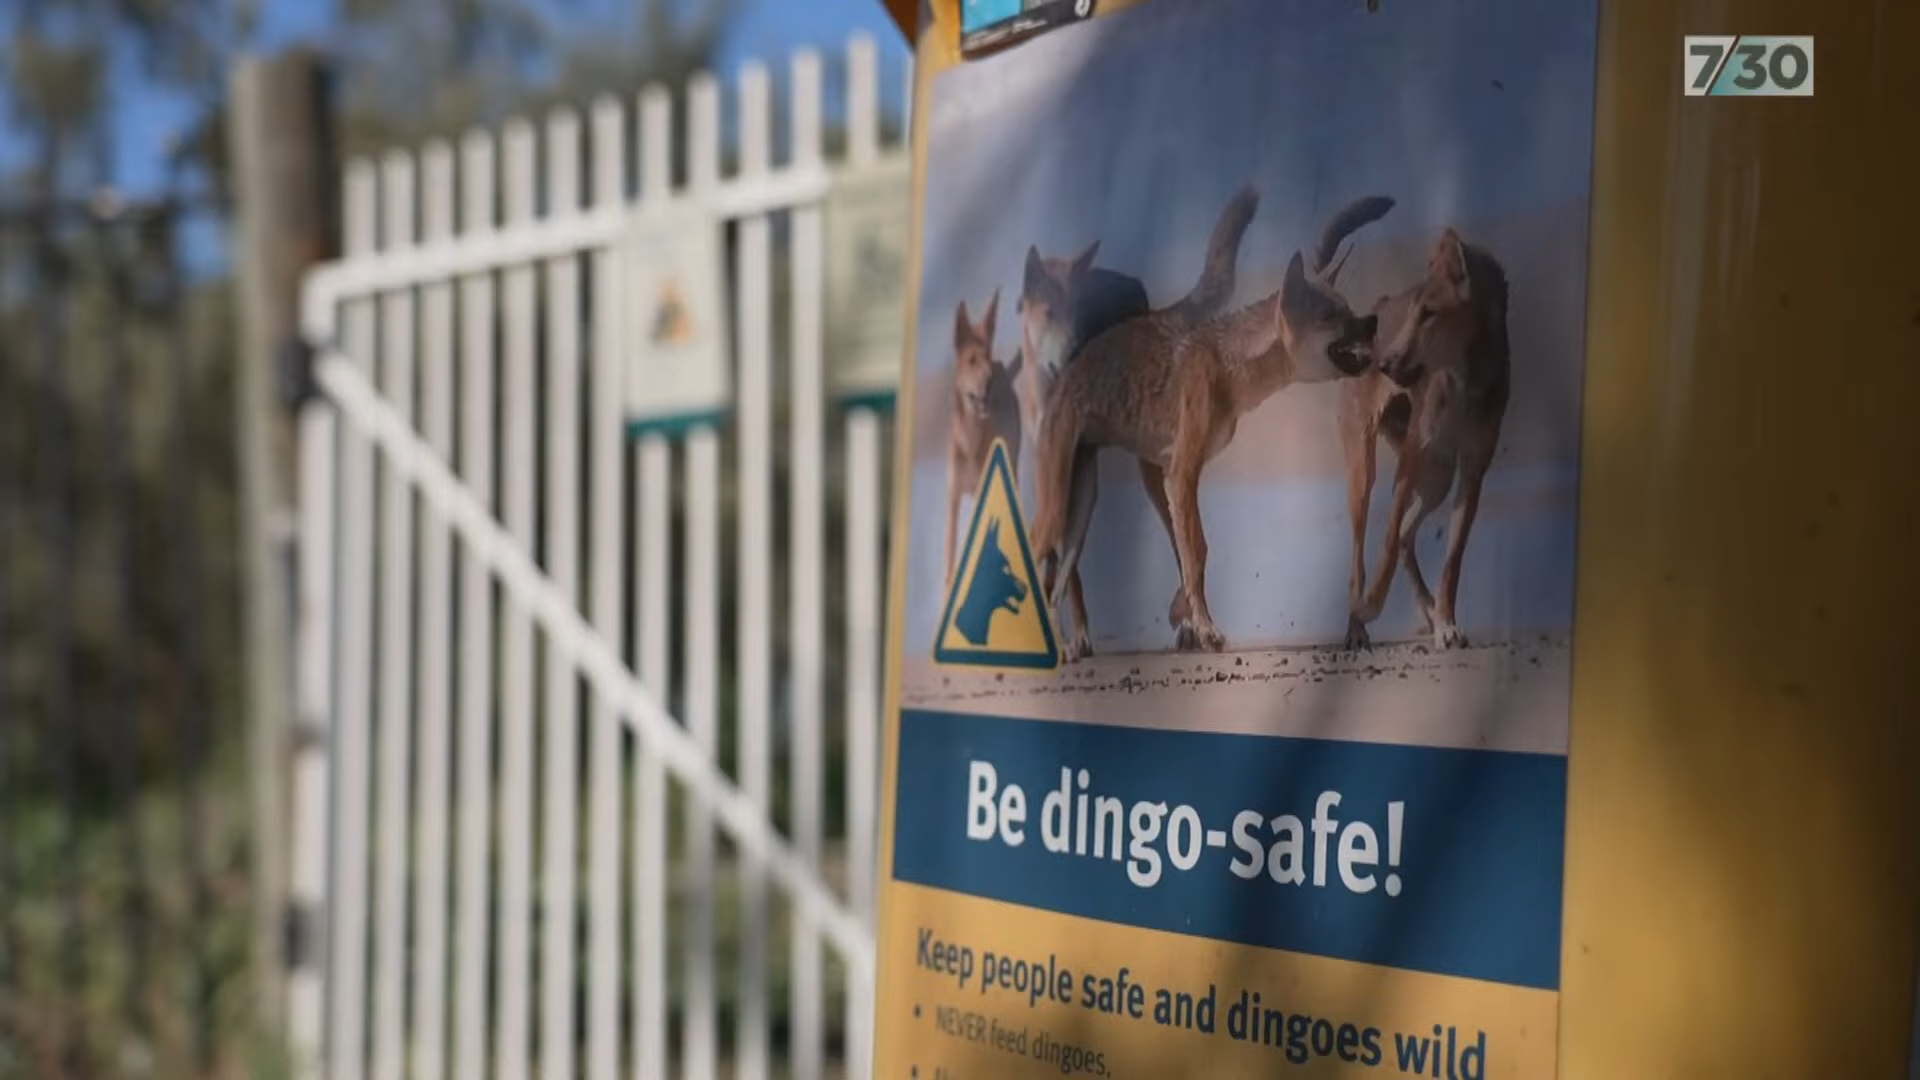 7/30
Be dingo-safe!
Keep people safe and dingoes wild
• NEVER feed dingoes.